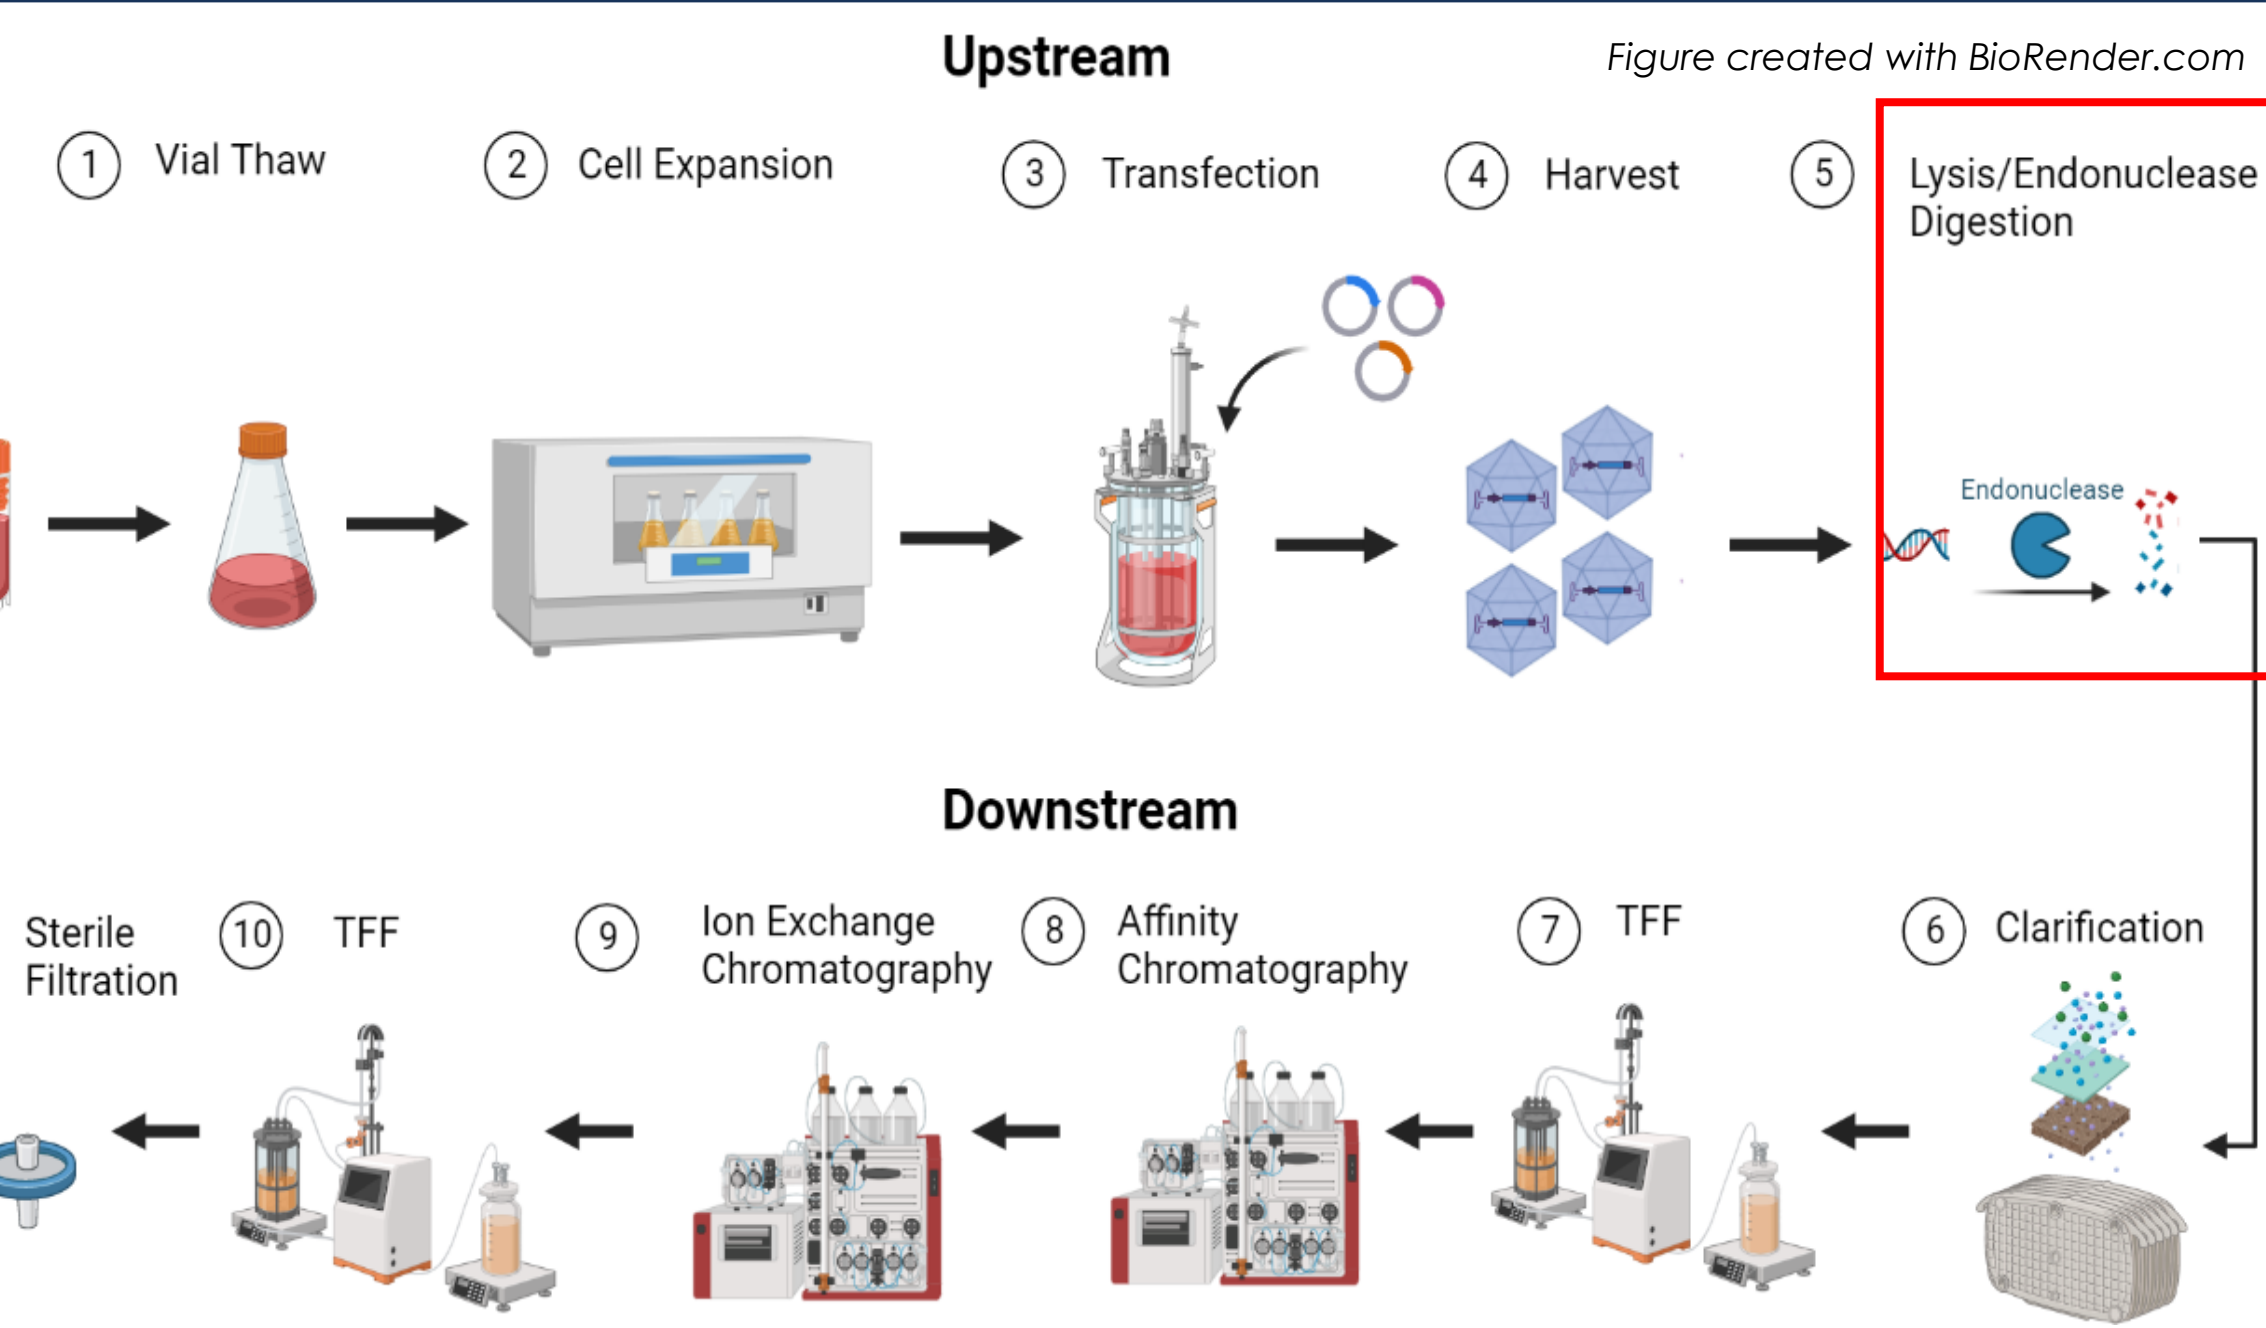 Upstream
Figure created with BioRender.com
1 Vial Thaw
2 Cell Expansion
3 Transfection
4 Harvest
5 Lysis/Endonuclease
Digestion
Endonuclease
Downstream
Sterile
Filtration
10 TFF
9 Ion Exchange
Chromatography
8 Affinity
Chromatography
7 TFF
6 Clarification